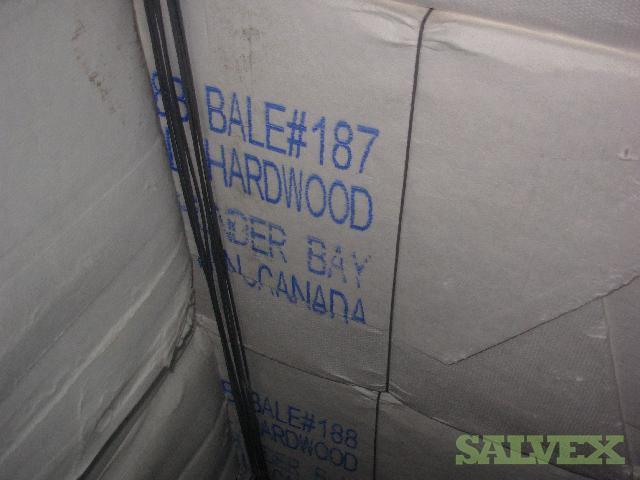 BALE#187
HARDWOOD
DER BAY
CANADA
BALE#188
HARDWOOD
SALVEX